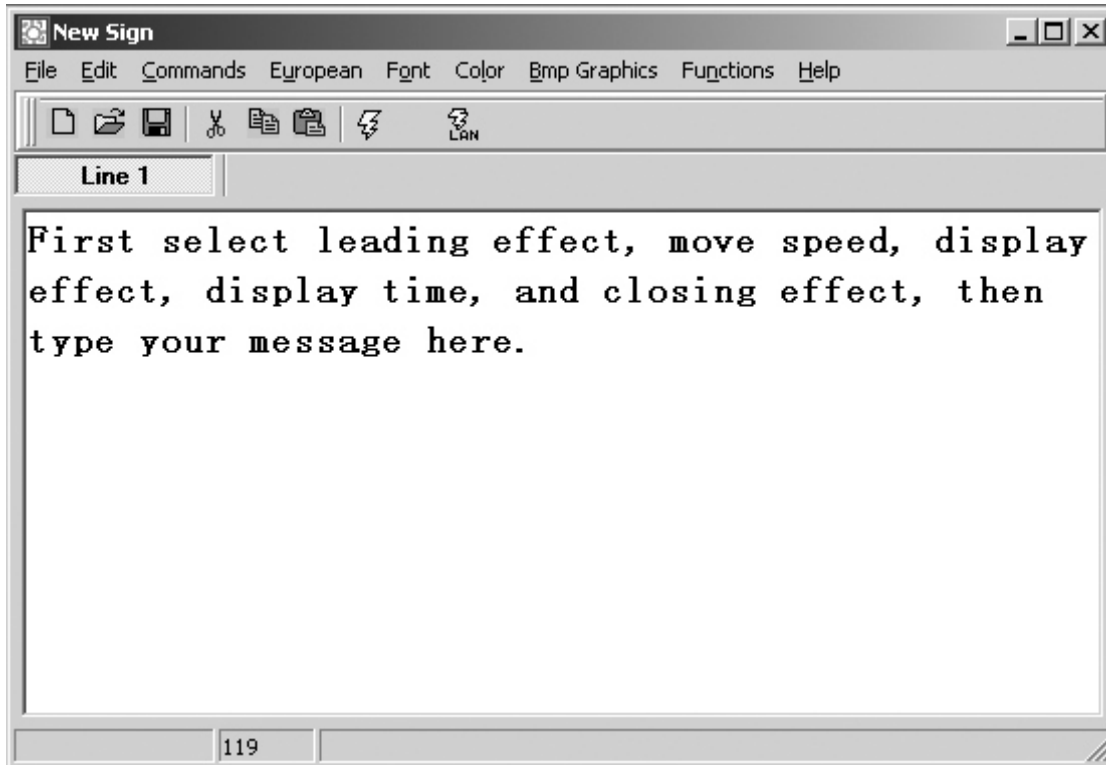 New Sign
File Edit Commands European Font Color Bmp Graphics Functions Help
LAN
Line 1
First select leading effect, move speed, display
effect, display time, and closing effect, then
type your message here.
119